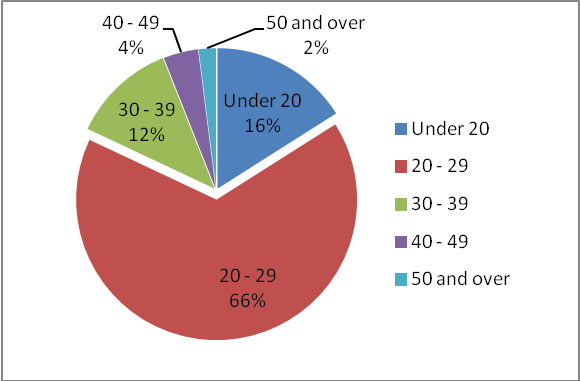 40 - 49
4%
50 and over
2%
30 - 39
12%
Under 20
16%
20 - 29
66%
Under 20
20 - 29
30 - 39
40 - 49
50 and over